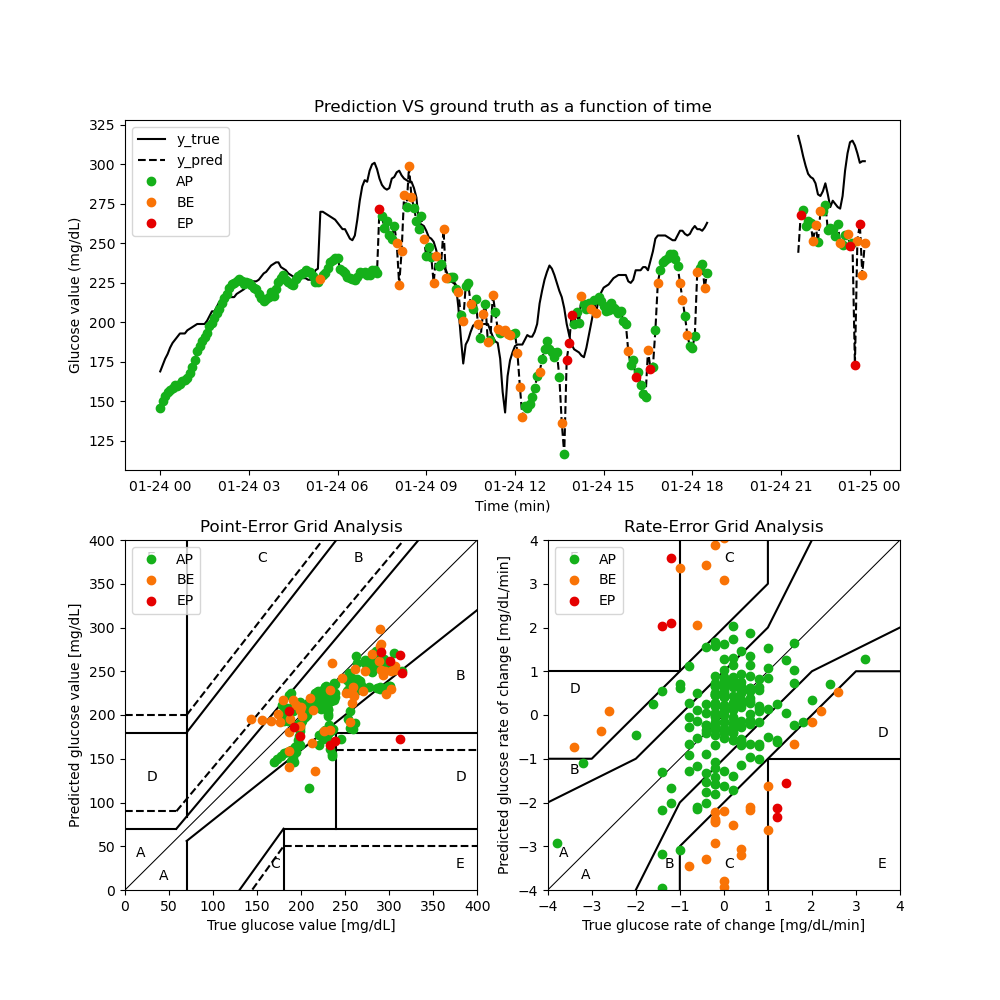 Prediction VS ground truth as a function of time
325
300
275
250
225
200
175
150
125
Glucose value (mg/dL)
y_true
y_pred
AP
BE
EP
01-24 00 01-24 03 01-24 06 01-24 09 01-24 12 01-24 15 01-24 18 01-24 21 01-25 00
Time (min)
Point-Error Grid Analysis
400
350
300
250
200
150
100
50
0
Predicted glucose value [mg/dL]
AP
BE
EP
C
B
B
D
D
A
A
C
E
0 50 100 150 200 250 300 350 400
True glucose value [mg/dL]
Rate-Error Grid Analysis
4
3
2
1
0
−1
−2
−3
−4
Predicted glucose rate of change [mg/dL/min]
AP
BE
EP
C
D
D
B
A
A
B
C
E
−4 −3 −2 −1 0 1 2 3 4
True glucose rate of change [mg/dL/min]